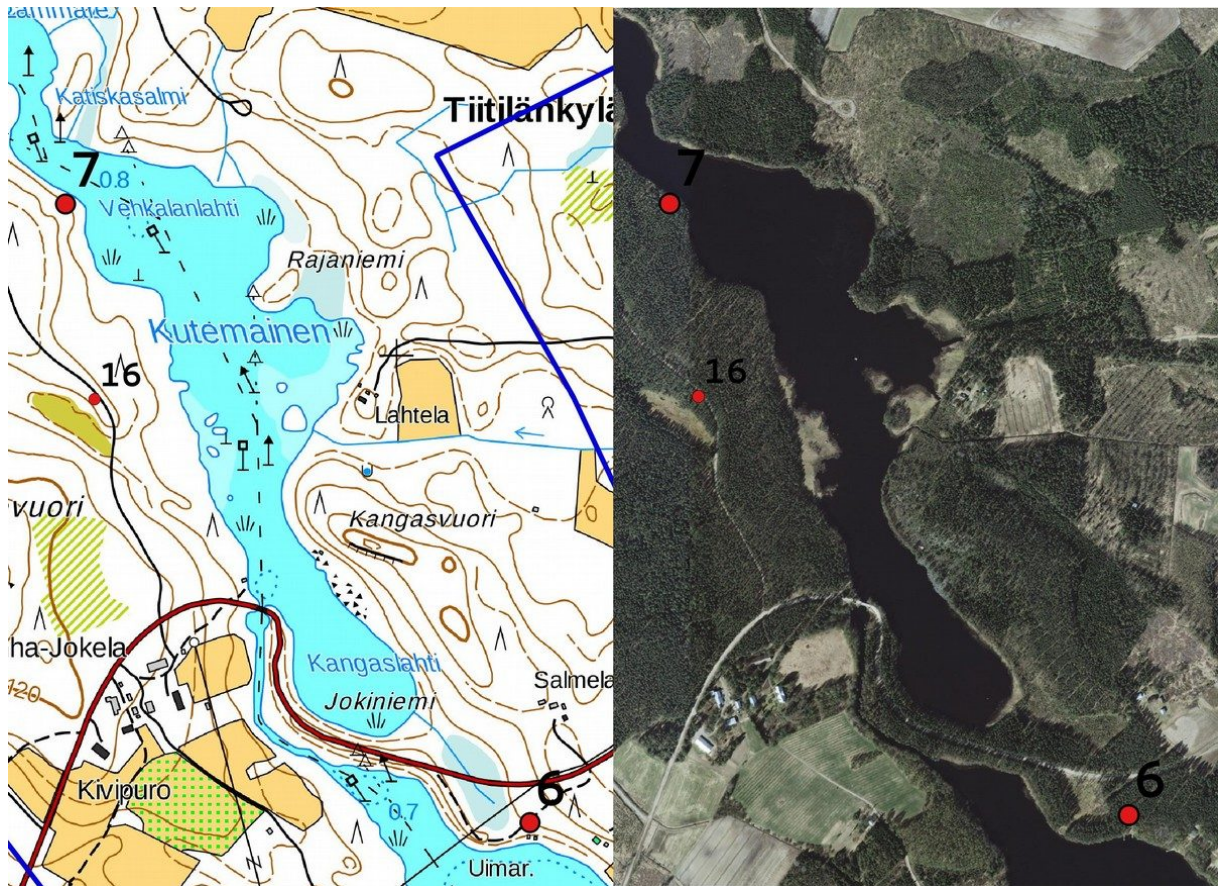 Katiskasalmi
Tiitilänkylä
7
0.8
Vehkalanlahti
Rajaniemi
Kutemainen
16
Lahtela
vuori
Kangasvuori
ha-Jokela
Kangaslahti
Jokiniemi
Salmela
120
Kivipuro
0.7
6
Uimar.
7
16
6